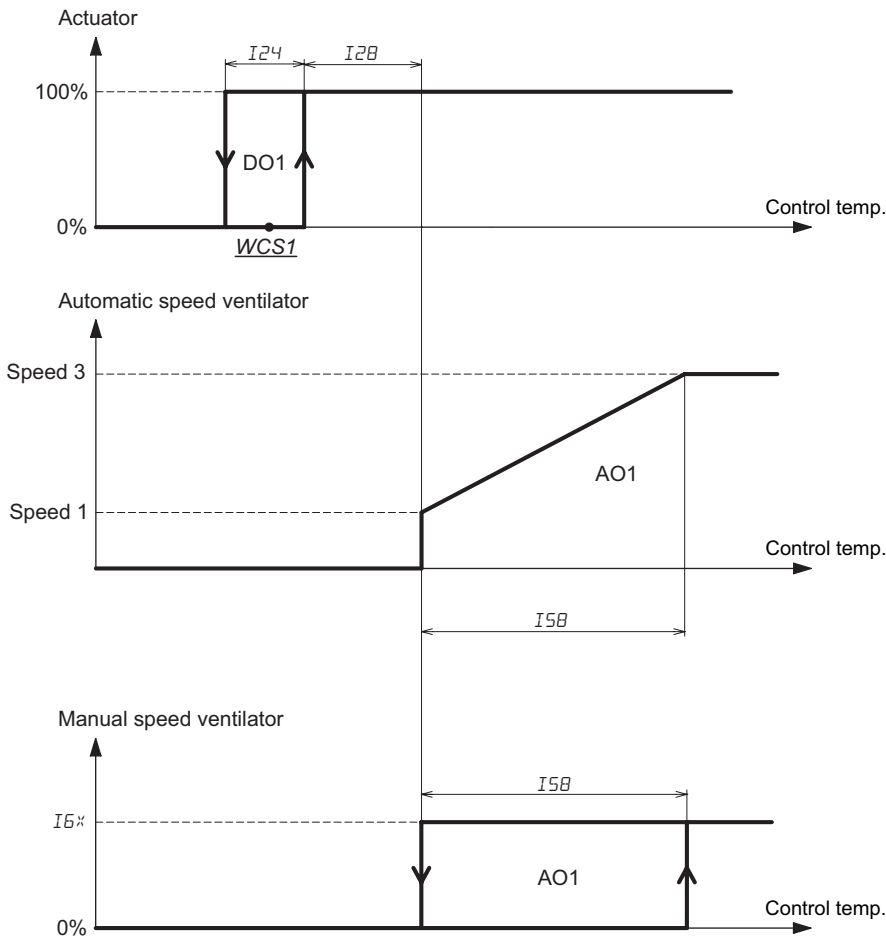 Actuator
I24 I28
100%
DO1
Control temp.
0%
WCS1
Automatic speed ventilator
Speed 3
AO1
Speed 1
Control temp.
I58
Manual speed ventilator
I58
I6x
AO1
Control temp.
0%